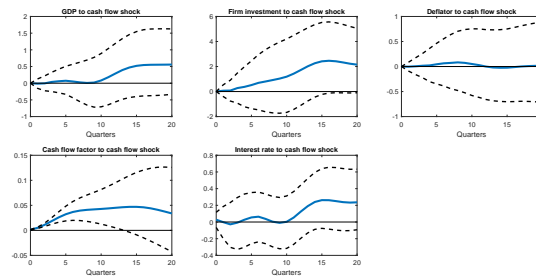 GDP to cash flow shock
2
1.5
1
0.5
0
-0.5
-1
0 5 10 15 20
Quarters
Firm investment to cash flow shock
6
4
2
0
-2
0 5 10 15 20
Quarters
Deflator to cash flow shock
1
0.5
0
-0.5
-1
0 5 10 15
Quarters
Cash flow factor to cash flow shock
0.15
0.1
0.05
0
-0.05
0 5 10 15 20
Quarters
Interest rate to cash flow shock
0.8
0.6
0.4
0.2
0
-0.2
-0.4
0 5 10 15 20
Quarters